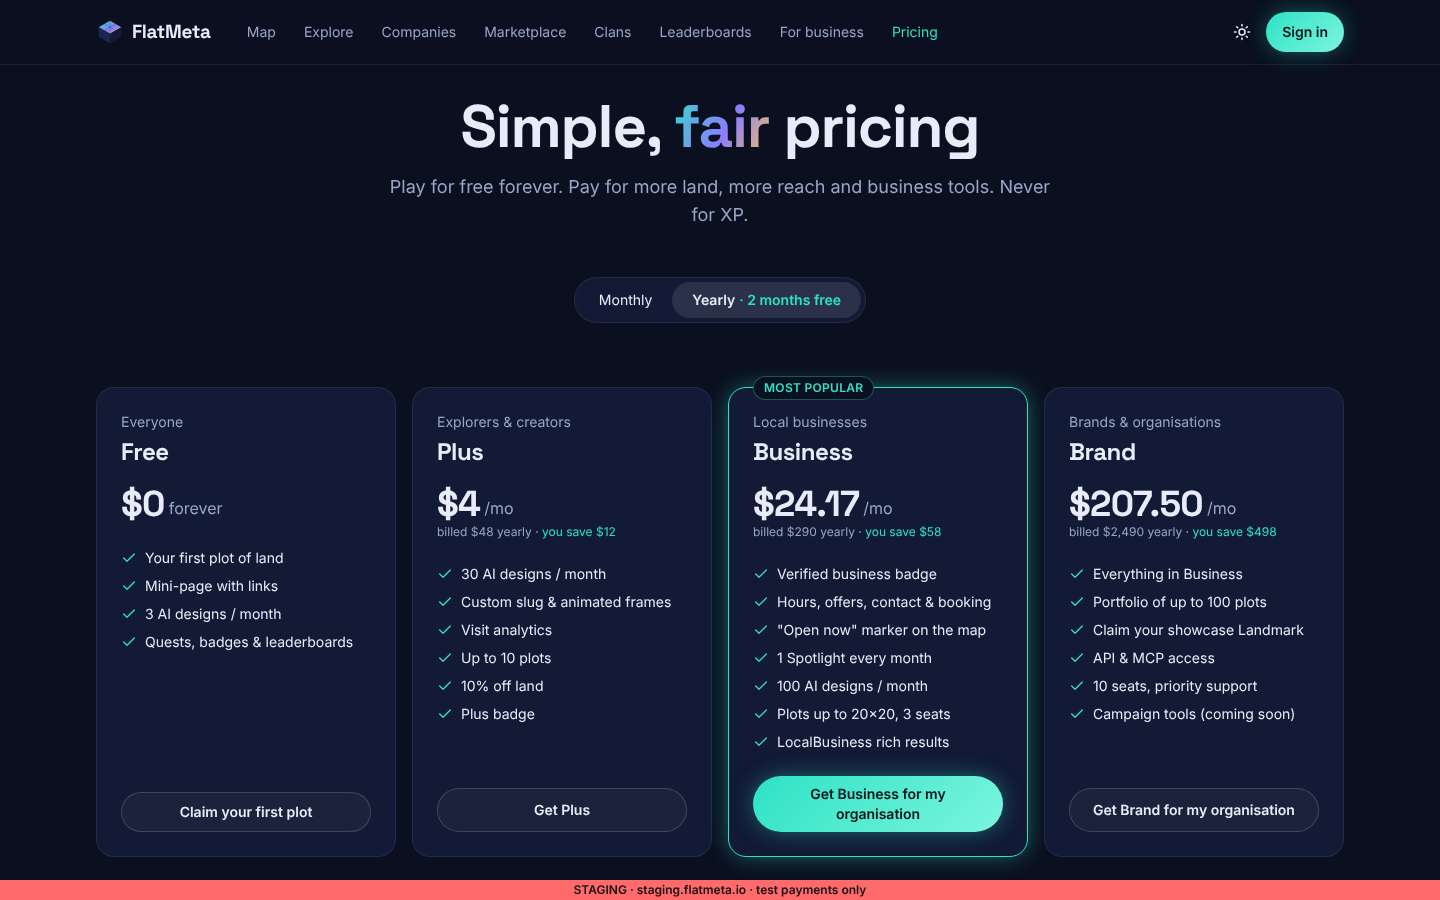 FlatMeta
Map
Explore
Companies
Marketplace
Clans
Leaderboards
For business
Pricing
Sign in
Simple, fair pricing
Play for free forever. Pay for more land, more reach and business tools. Never
for XP.
Monthly
Yearly · 2 months free
Everyone
Free
$0 forever
Your first plot of land
Mini-page with links
3 AI designs / month
Quests, badges & leaderboards
Claim your first plot
Explorers & creators
Plus
$4 /mo
billed $48 yearly · you save $12
30 AI designs / month
Custom slug & animated frames
Visit analytics
Up to 10 plots
10% off land
Plus badge
Get Plus
MOST POPULAR
Local businesses
Business
$24.17 /mo
billed $290 yearly · you save $58
Verified business badge
Hours, offers, contact & booking
"Open now" marker on the map
1 Spotlight every month
100 AI designs / month
Plots up to 20×20, 3 seats
LocalBusiness rich results
Get Business for my
organisation
Brands & organisations
Brand
$207.50 /mo
billed $2,490 yearly · you save $498
Everything in Business
Portfolio of up to 100 plots
Claim your showcase Landmark
API & MCP access
10 seats, priority support
Campaign tools (coming soon)
Get Brand for my organisation
STAGING · staging.flatmeta.io · test payments only